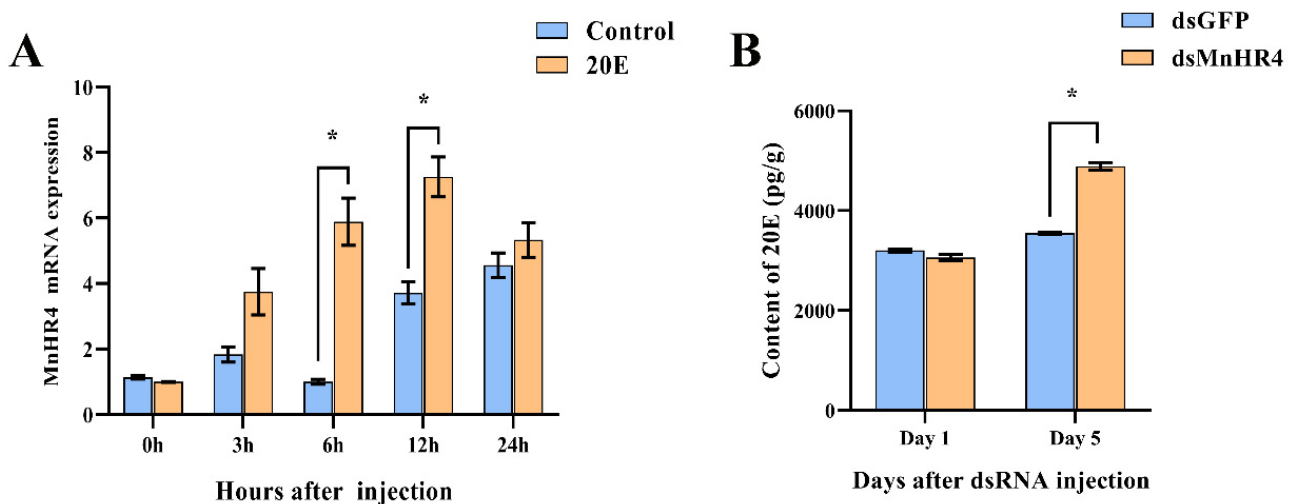 A
Control
20E
MnHR4 mRNA expression
10
8
6
4
2
0
*
*
0h
3h
6h
12h
24h
Hours after injection
B
dsGFP
dsMnHR4
Content of 20E (pg/g)
6000
4000
2000
0
*
Day 1
Day 5
Days after dsRNA injection